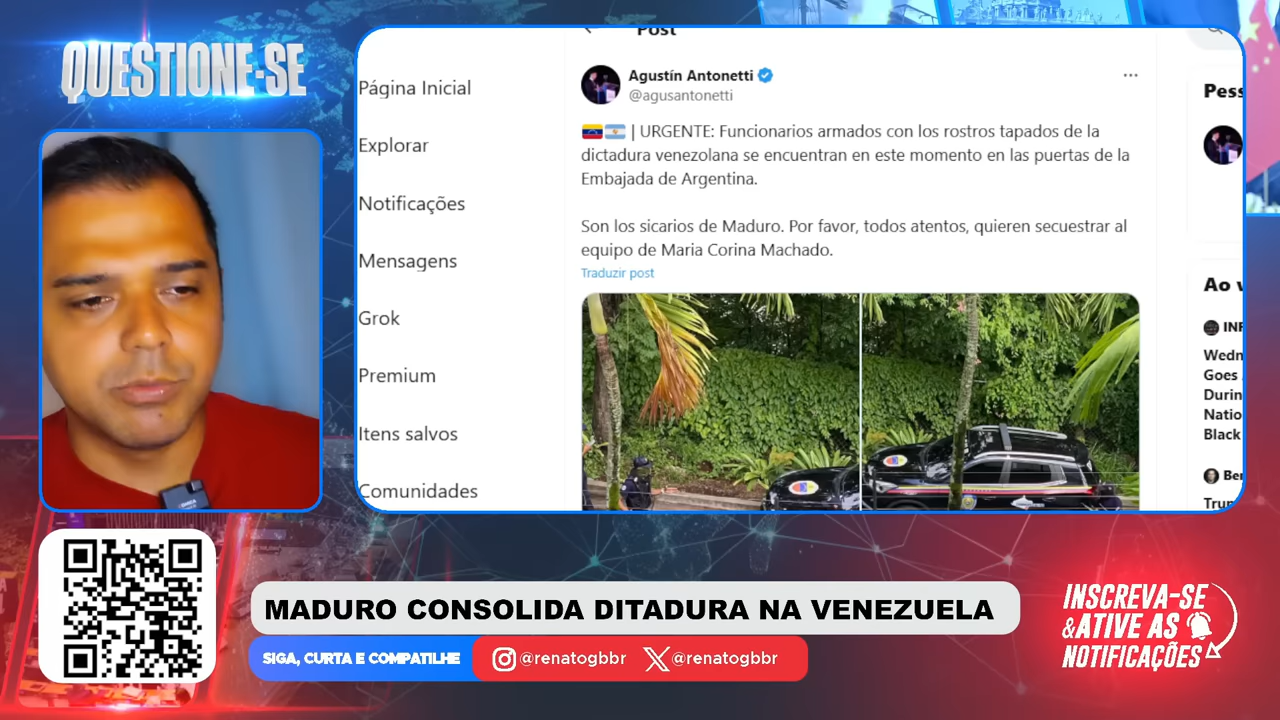 QUESTIONE-SE
Página Inicial
Explorar
Notificações
Mensagens
Grok
Premium
Itens salvos
Comunidades
Post
Agustín Antonetti
@agusantonetti
| URGENTE: Funcionarios armados con los rostros tapados de la
dictadura venezolana se encuentran en este momento en las puertas de la
Embajada de Argentina.
Son los sicarios de Maduro. Por favor, todos atentos, quieren secuestrar al
equipo de Maria Corina Machado.
Traduzir post
Pess
Ao v
INF
Wedn
Goes
Durin
Natio
Black
Ber
Trum
MADURO CONSOLIDA DITADURA NA VENEZUELA
SIGA, CURTA E COMPATILHE
@renatogbbr
@renatogbbr
INSCREVA-SE
&ATIVE AS
NOTIFICAÇÕES